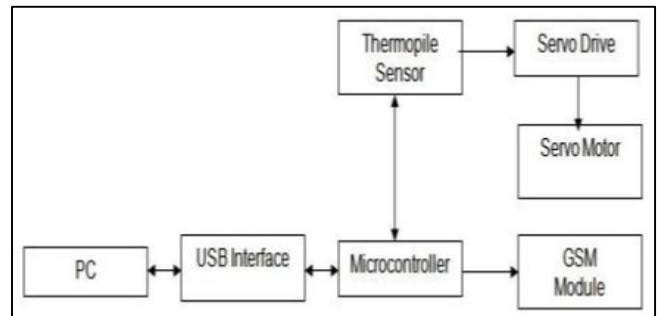 Thermopile
Sensor
Servo Drive
Servo Motor
PC
USB Interface
Microcontroller
GSM
Module